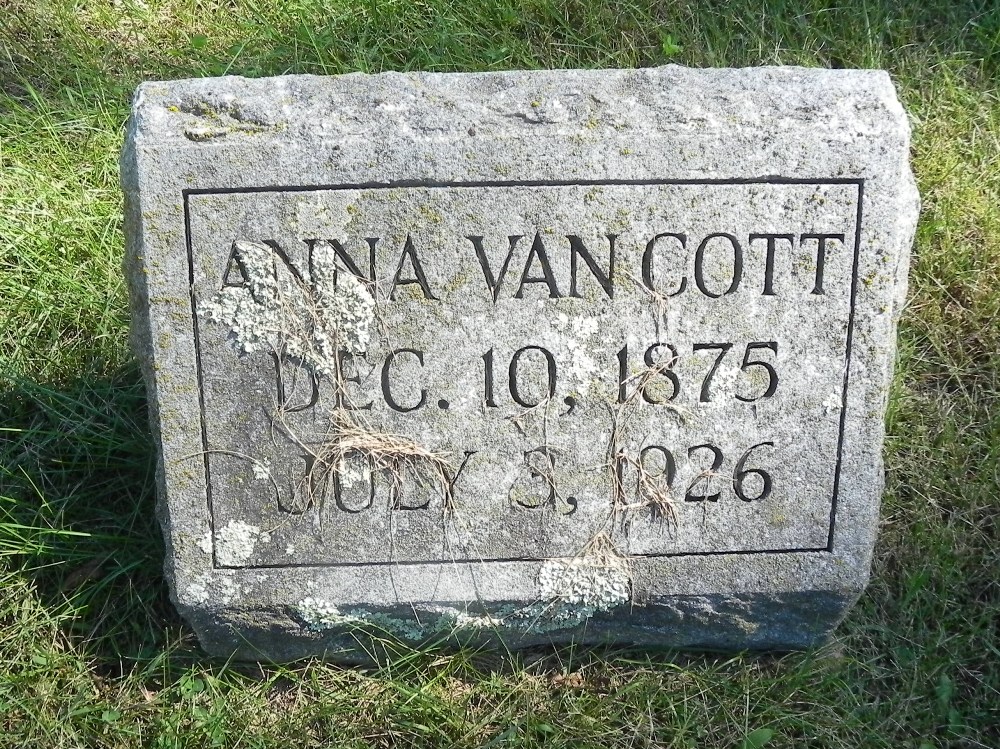 ANNA VAN COTT
DEC. 10, 1875
JULY 3, 1926